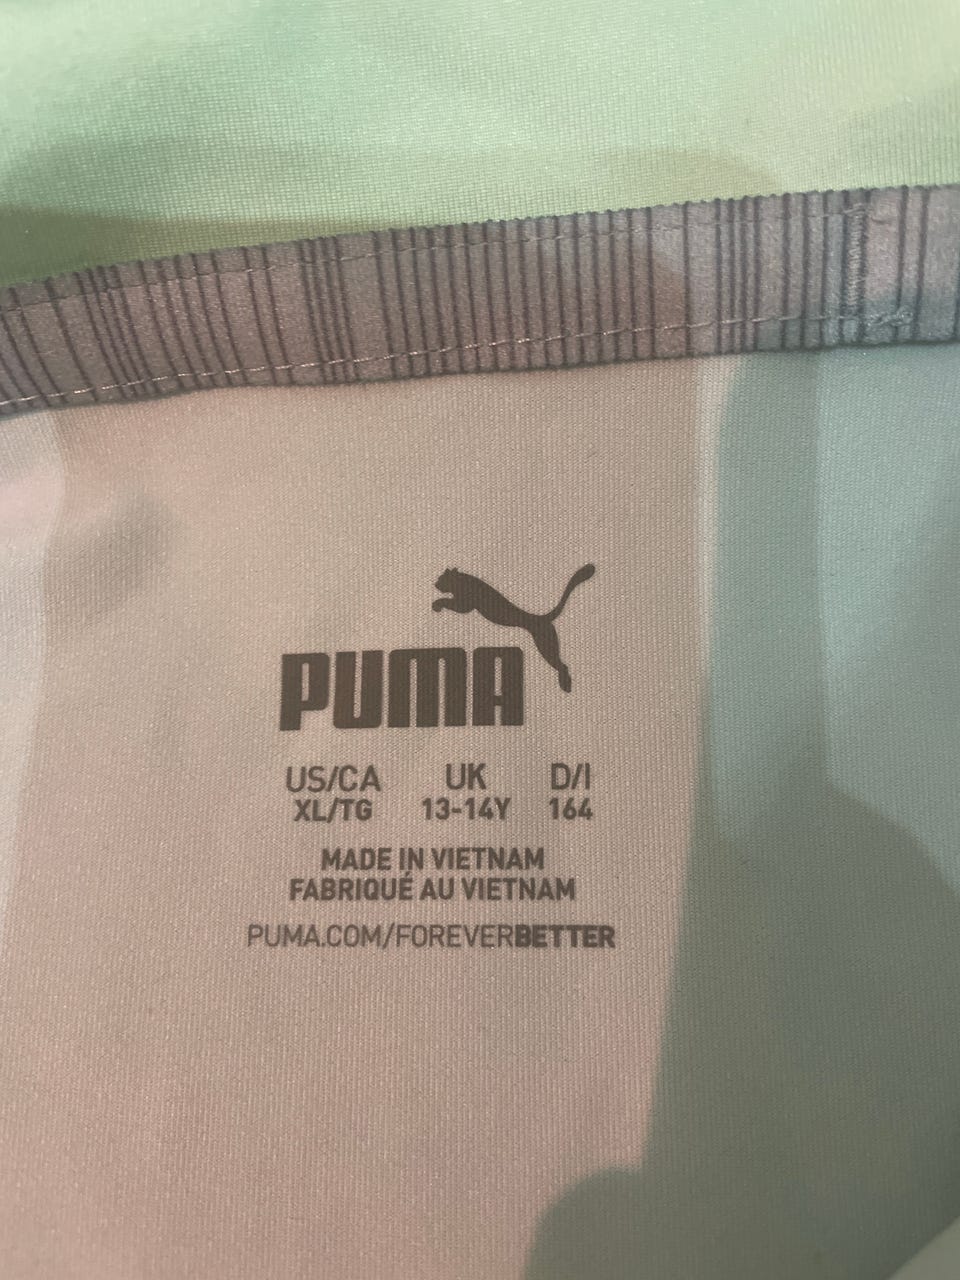 PUMA
US/CA UK D/I
XL/TG 13-14Y 164
MADE IN VIETNAM
FABRIQUÉ AU VIETNAM
PUMA.COM/FOREVERBETTER